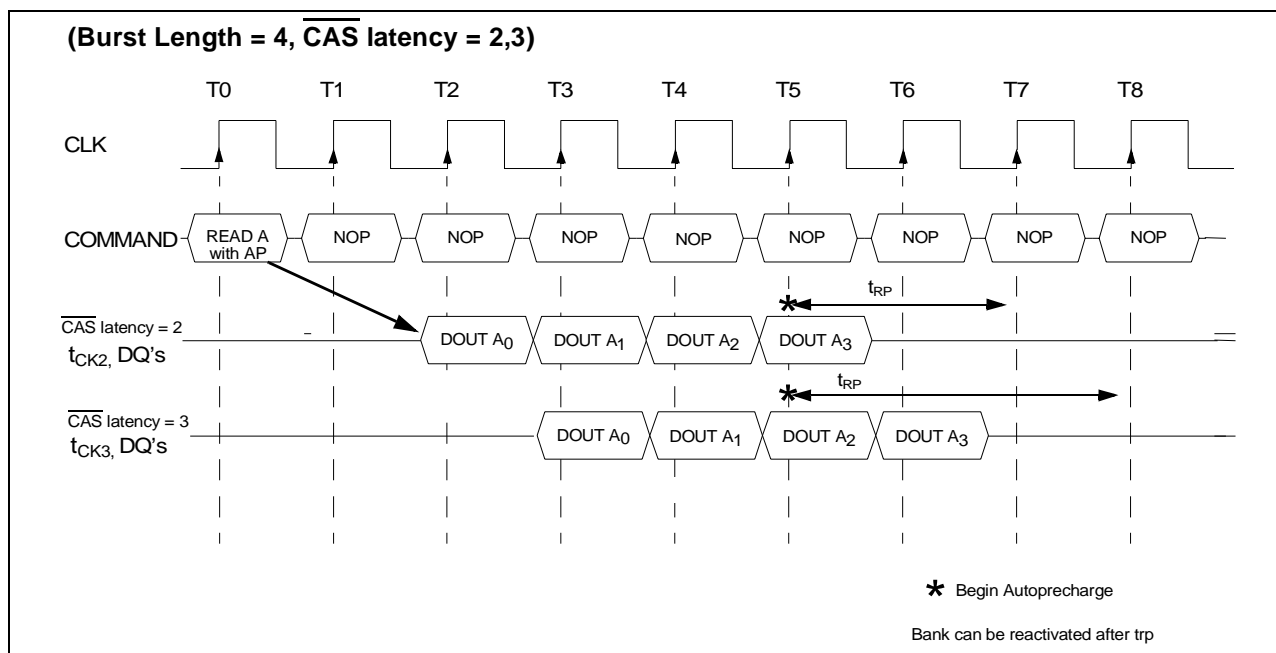 (Burst Length = 4, CAS latency = 2,3)
T0 T1 T2 T3 T4 T5 T6 T7 T8
CLK
COMMAND READ A with AP NOP NOP NOP NOP NOP NOP NOP NOP
* tRP
CAS latency = 2
tCK2, DQ's DOUT A0 DOUT A1 DOUT A2 DOUT A3
* tRP
CAS latency = 3
tCK3, DQ's DOUT A0 DOUT A1 DOUT A2 DOUT A3
* Begin Autoprecharge
Bank can be reactivated after trp